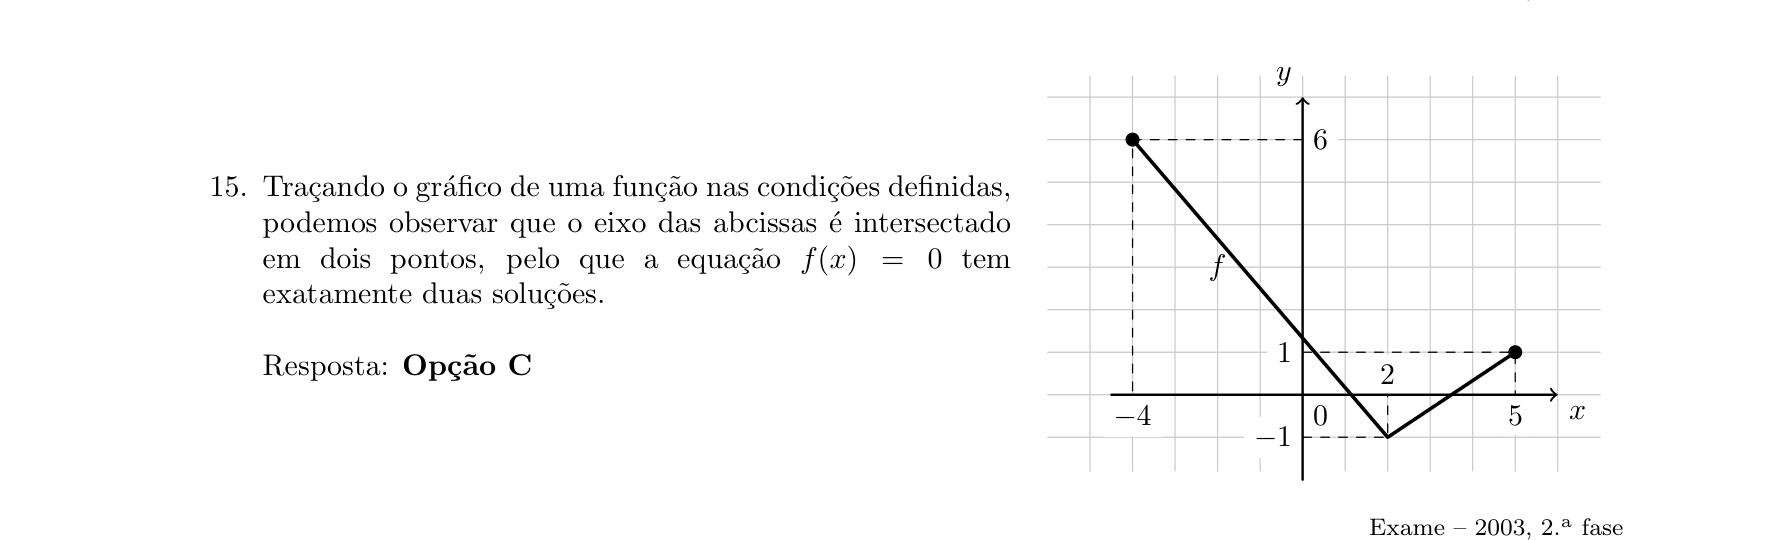 15. Traçando o gráfico de uma função nas condições definidas,
podemos observar que o eixo das abcissas é intersectado
em dois pontos, pelo que a equação f(x) = 0 tem
exatamente duas soluções.
Resposta: Opção C
y
6
f
1
2
−4
0
5
x
−1
Exame – 2003, 2.ª fase